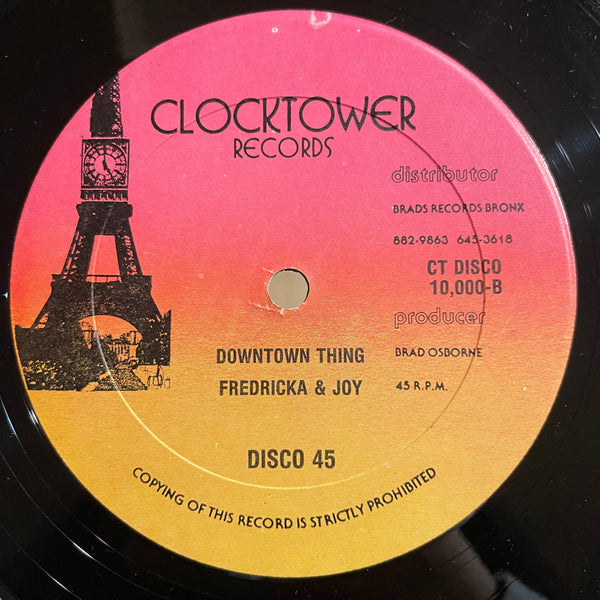 CLOCKTOWER
RECORDS
distributor
BRADS RECORDS BRONX
882-9863 645-3618
CT DISCO
10,000-B
producer
BRAD OSBORNE
45 R.P.M.
DOWNTOWN THING
FREDRICKA & JOY
DISCO 45
COPYING OF THIS RECORD IS STRICTLY PROHIBITED